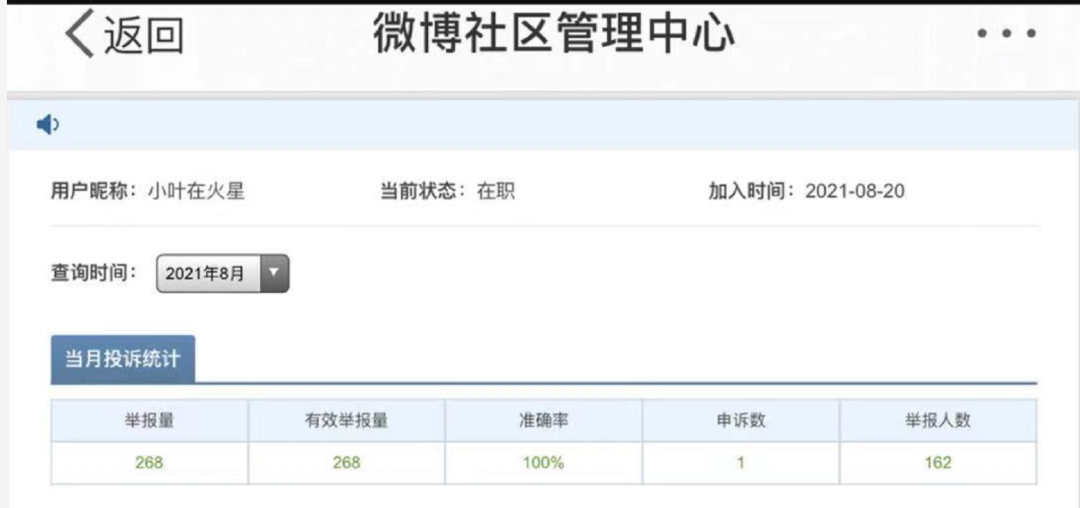 返回 微博社区管理中心
用户昵称：小叶在火星 当前状态：在职 加入时间：2021-08-20
查询时间： 2021年8月
当月投诉统计
举报量 有效举报量 准确率 申诉数 举报人数
268 268 100% 1 162